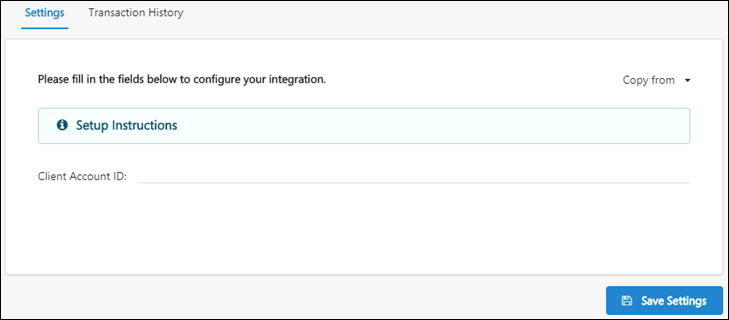 Settings
Transaction History
Please fill in the fields below to configure your integration.
Copy from
Setup Instructions
Client Account ID:
Save Settings